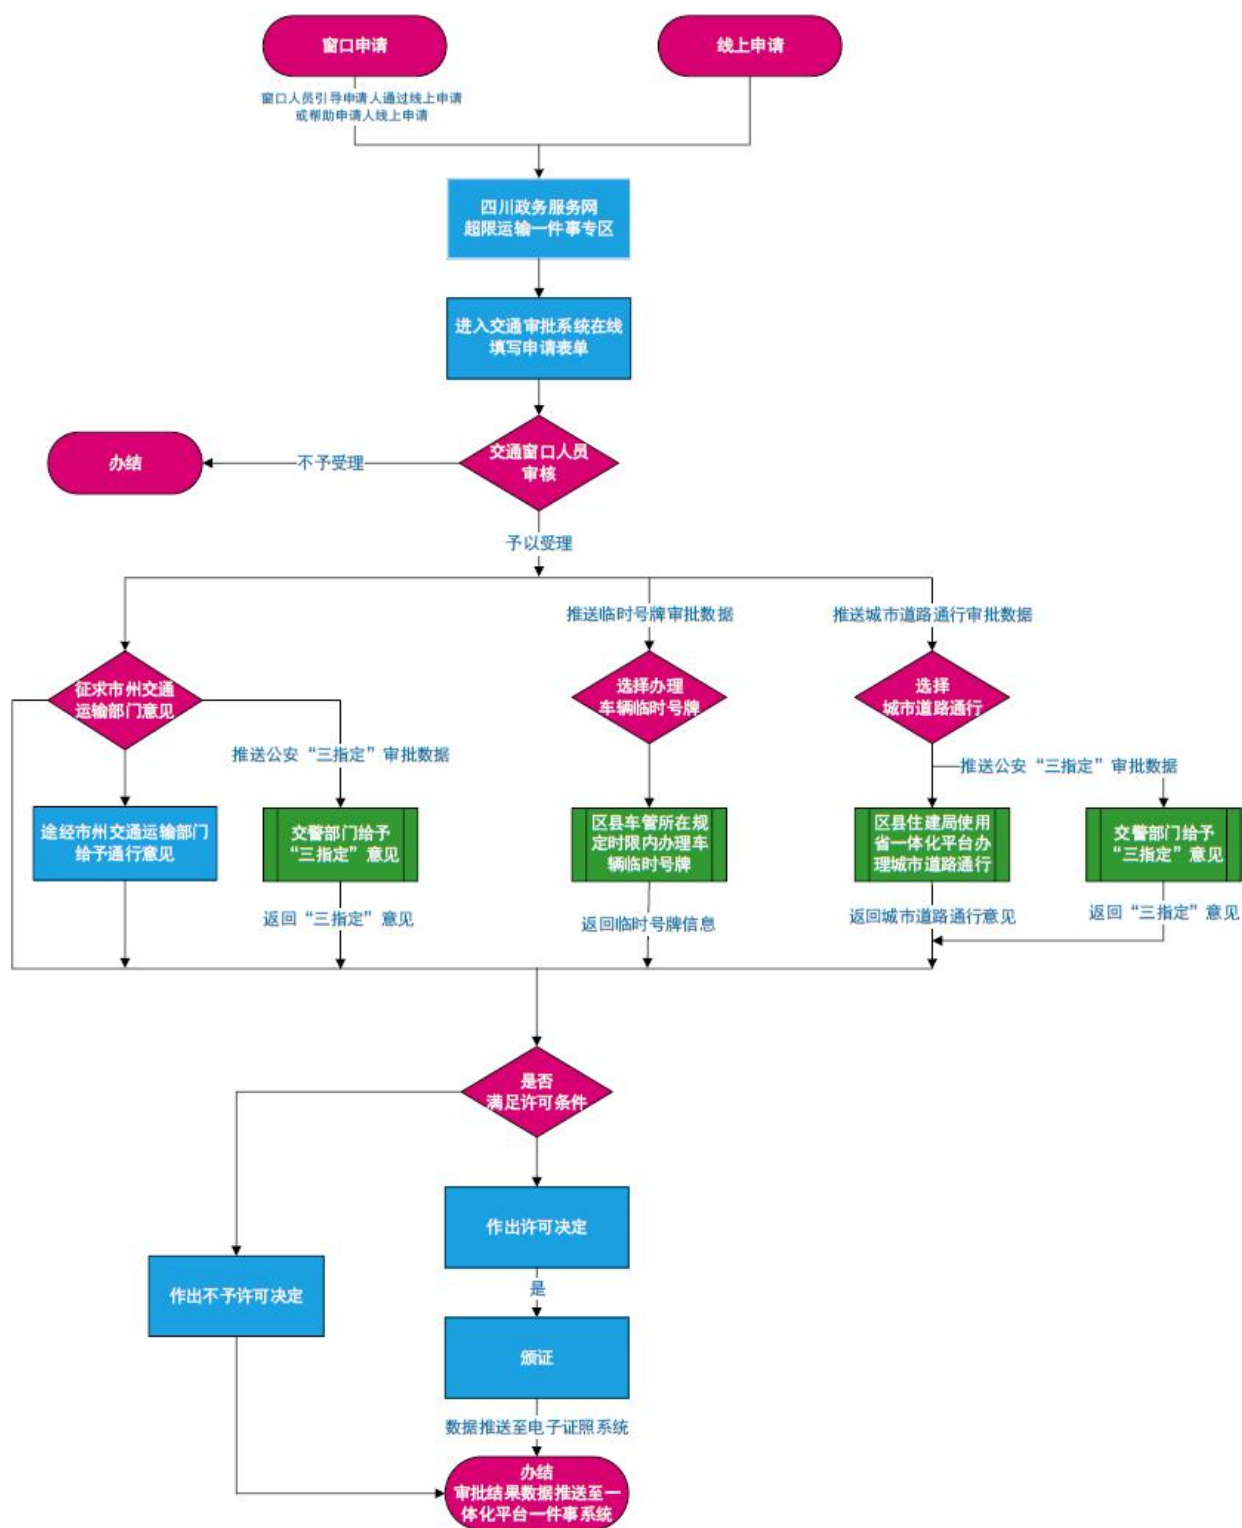 窗口申请
线上申请
窗口人员引导申请人通过线上申请
或帮助申请人线上申请
四川政务服务网
超限运输一件事专区
进入交通审批系统在线
填写申请表单
交通窗口人员
审核
不予受理
办结
予以受理
推送临时号牌审批数据
推送城市道路通行审批数据
征求市州交通
运输部门意见
选择办理
车辆临时号牌
选择
城市道路通行
推送公安“三指定”审批数据
推送公安“三指定”审批数据
途经市州交通运输部门
给予通行意见
交警部门给予
“三指定”意见
区县车管所在规
定时限内办理车
辆临时号牌
区县住建局使用
省一体化平台办
理城市道路通行
交警部门给予
“三指定”意见
返回“三指定”意见
返回临时号牌信息
返回城市道路通行意见
返回“三指定”意见
是否
满足许可条件
作出许可决定
作出不予许可决定
是
颁证
数据推送至电子证照系统
办结
审批结果数据推送至一
体化平台一件事系统